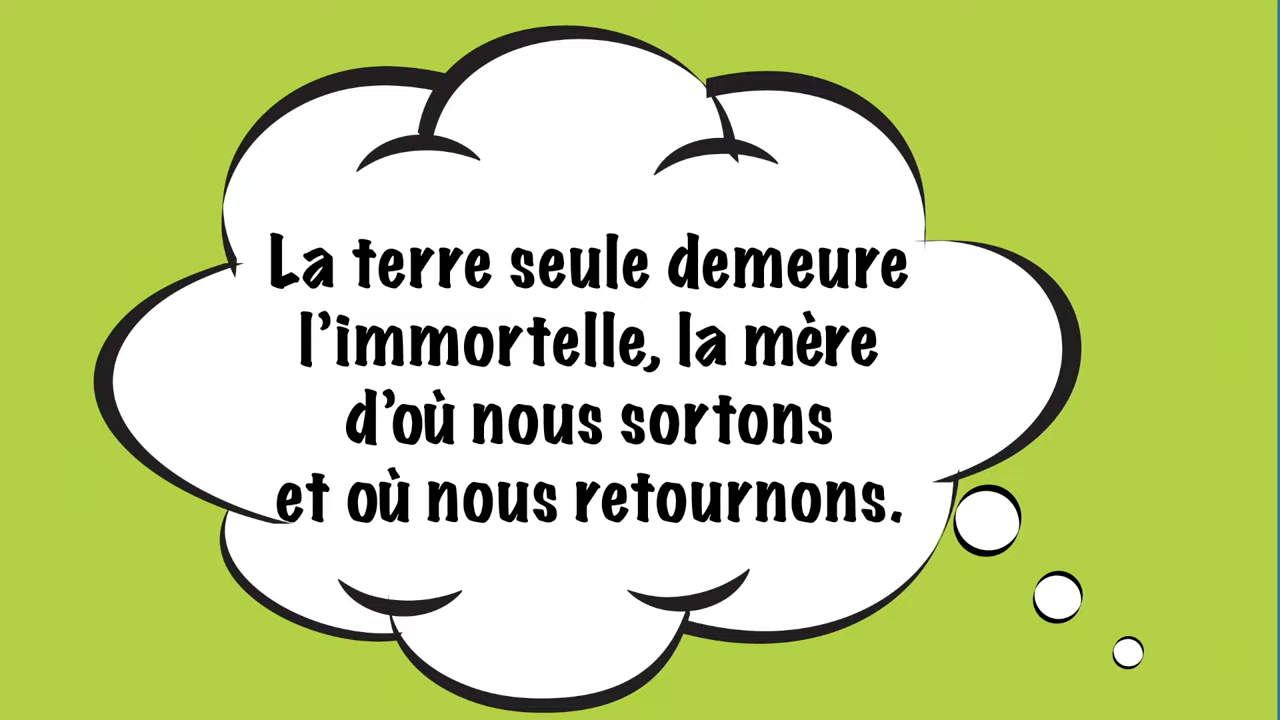 La terre seule demeure
l’immortelle, la mère
d’où nous sortons
et où nous retournons.